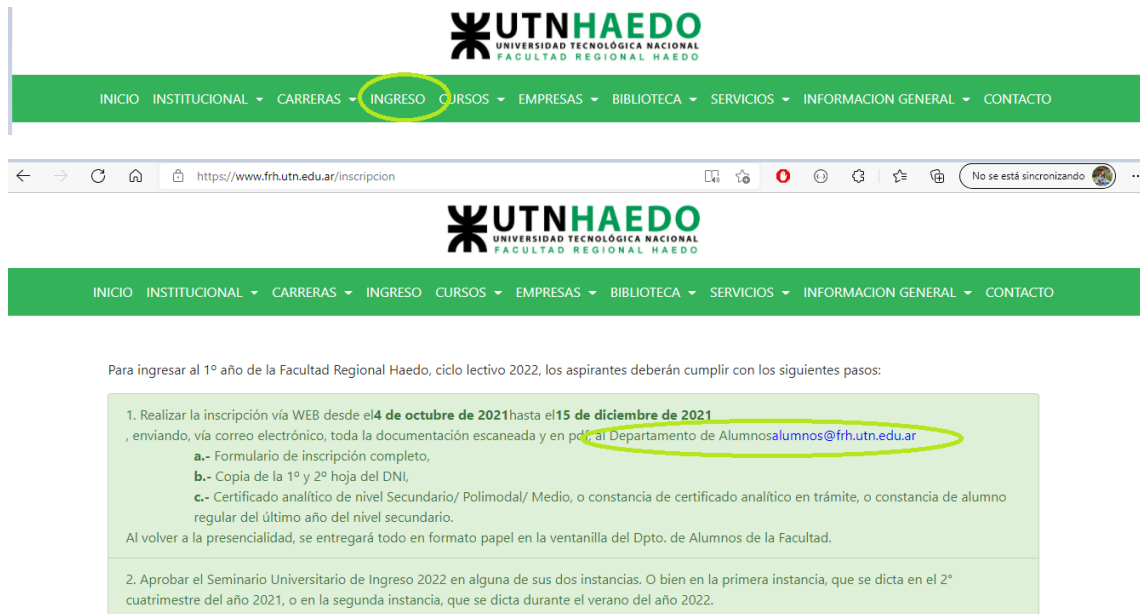 UTNHAEDO
UNIVERSIDAD TECNOLÓGICA NACIONAL
FACULTAD REGIONAL HAEDO
INICIO INSTITUCIONAL CARRERAS INGRESO CURSOS EMPRESAS BIBLIOTECA SERVICIOS INFORMACION GENERAL CONTACTO
https://www.frh.utn.edu.ar/inscripcion No se está sincronizando
UTNHAEDO
UNIVERSIDAD TECNOLÓGICA NACIONAL
FACULTAD REGIONAL HAEDO
INICIO INSTITUCIONAL CARRERAS INGRESO CURSOS EMPRESAS BIBLIOTECA SERVICIOS INFORMACION GENERAL CONTACTO
Para ingresar al 1º año de la Facultad Regional Haedo, ciclo lectivo 2022, los aspirantes deberán cumplir con los siguientes pasos:
1. Realizar la inscripción vía WEB desde el4 de octubre de 2021hasta el15 de diciembre de 2021
, enviando, vía correo electrónico, toda la documentación escaneada y en pdf, al Departamento de Alumnosalumnos@frh.utn.edu.ar
a.- Formulario de inscripción completo,
b.- Copia de la 1º y 2º hoja del DNI,
c.- Certificado analítico de nivel Secundario/ Polimodal/ Medio, o constancia de certificado analítico en trámite, o constancia de alumno
regular del último año del nivel secundario.
Al volver a la presencialidad, se entregará todo en formato papel en la ventanilla del Dpto. de Alumnos de la Facultad.
2. Aprobar el Seminario Universitario de Ingreso 2022 en alguna de sus dos instancias. O bien en la primera instancia, que se dicta en el 2°
cuatrimestre del año 2021, o en la segunda instancia, que se dicta durante el verano del año 2022.